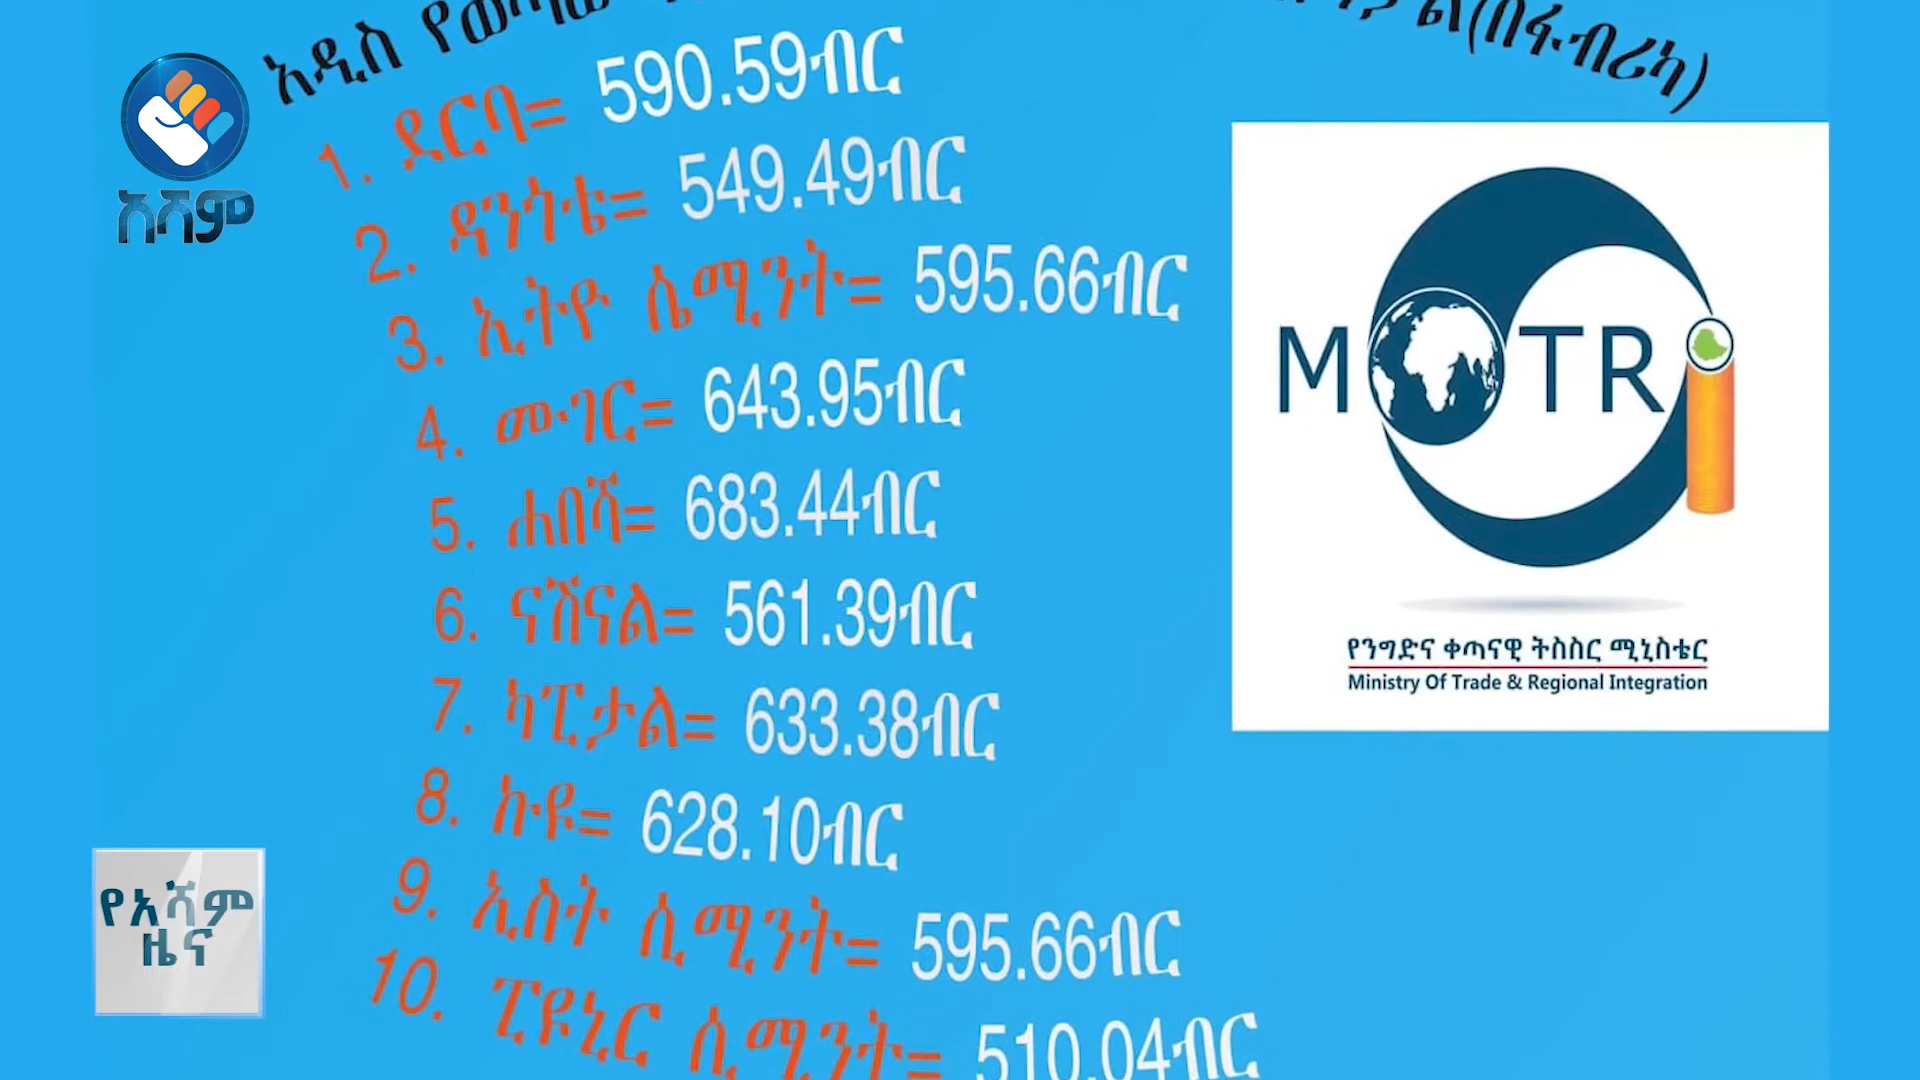 አዲስ የወጣው
(በፋብሪካ)
1. ደርባ= 590.59ብር
2. ዳንጎቴ= 549.49ብር
3. ኢትዮ ሴሚንት= 595.66ብር
4. ሙገር= 643.95ብር
5. ሐበሻ= 683.44ብር
6. ናሽናል= 561.39ብር
7. ካፒታል= 633.38ብር
8. ኩዩ= 628.10ብር
9. ኢስት ሲሚንት= 595.66ብር
10. ፒዩኒር ሲሚንት= 510.04ብር
አሻም
MOTRi
የንግድና ቀጣናዊ ትስስር ሚኒስቴር
Ministry Of Trade & Regional Integration
የአሻም
ዜና